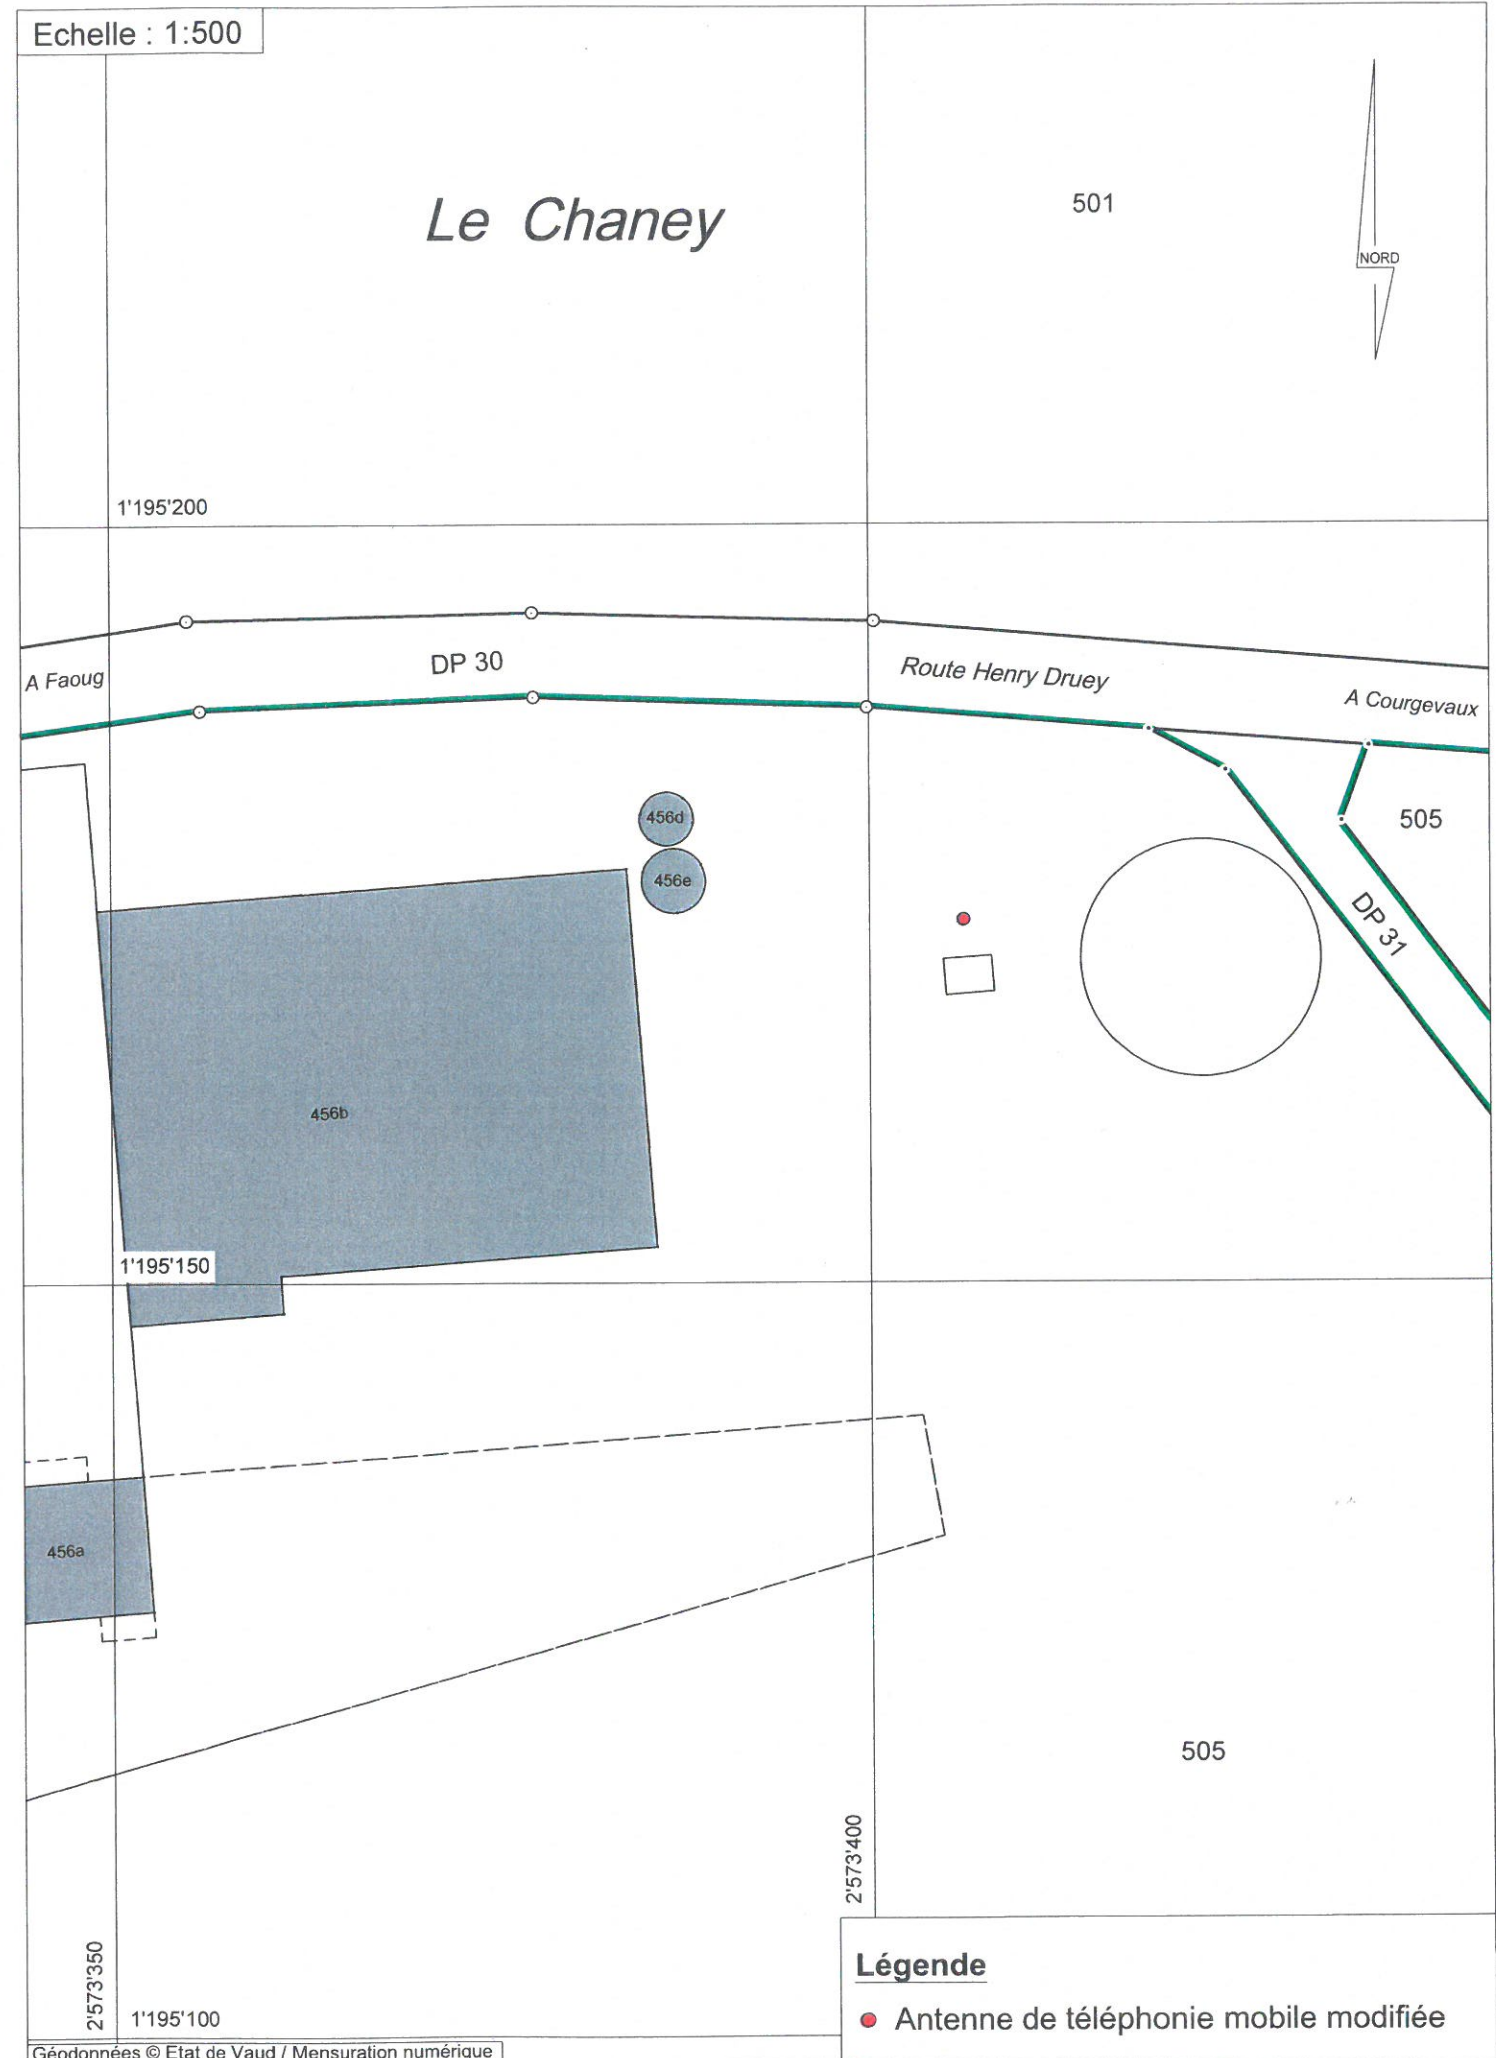 Echelle : 1:500
Le Chaney
501
NORD
1'195'200
A Faoug
DP 30
Route Henry Druey
A Courgevaux
456d
505
456e
DP 31
456b
1'195'150
456a
505
2'573'400
2'573'350
1'195'100
Légende
Antenne de téléphonie mobile modifiée
Géodonnées © Etat de Vaud / Mensuration numérique